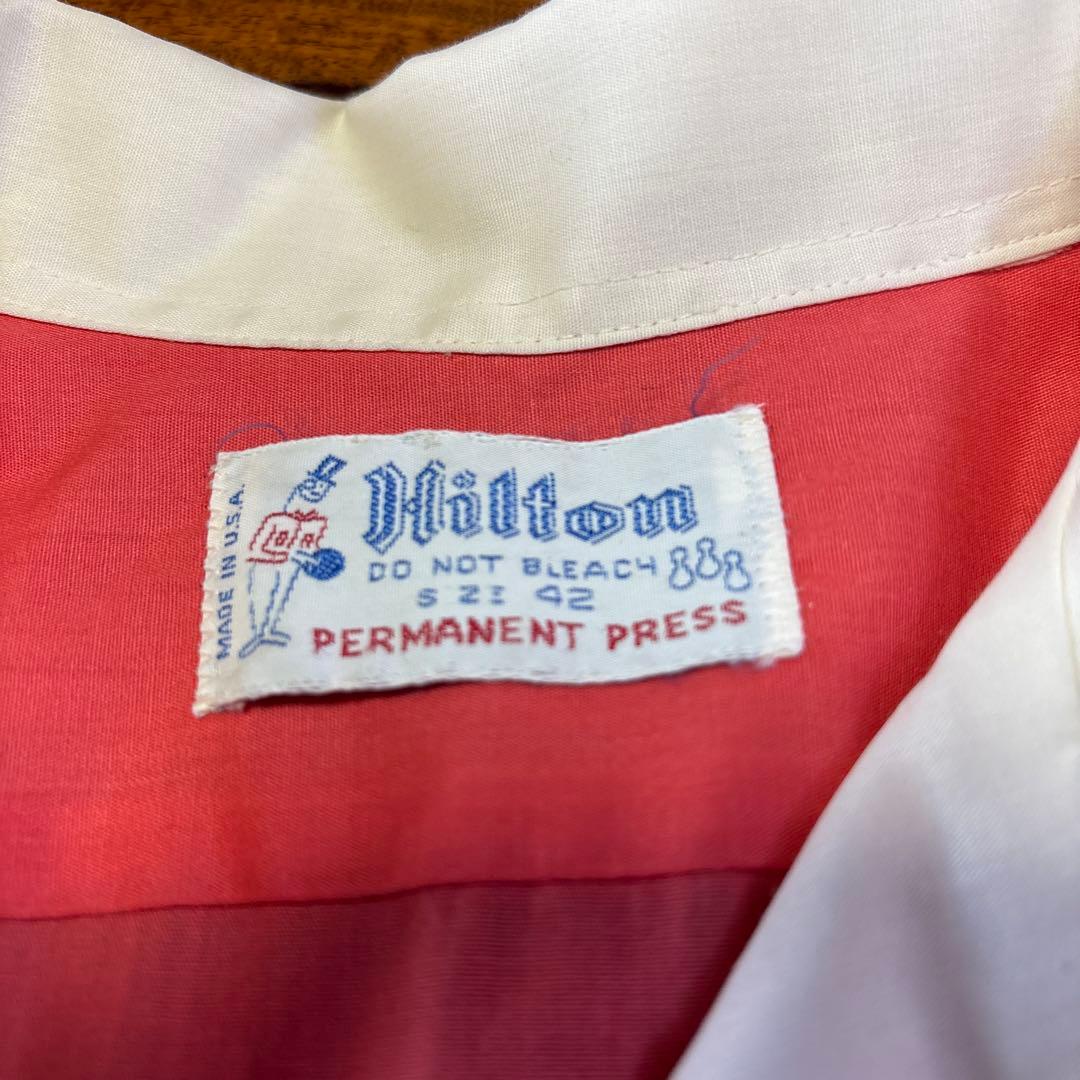 MADE IN U.S.A.
Hilton
DO NOT BLEACH
SIZE 42
PERMANENT PRESS